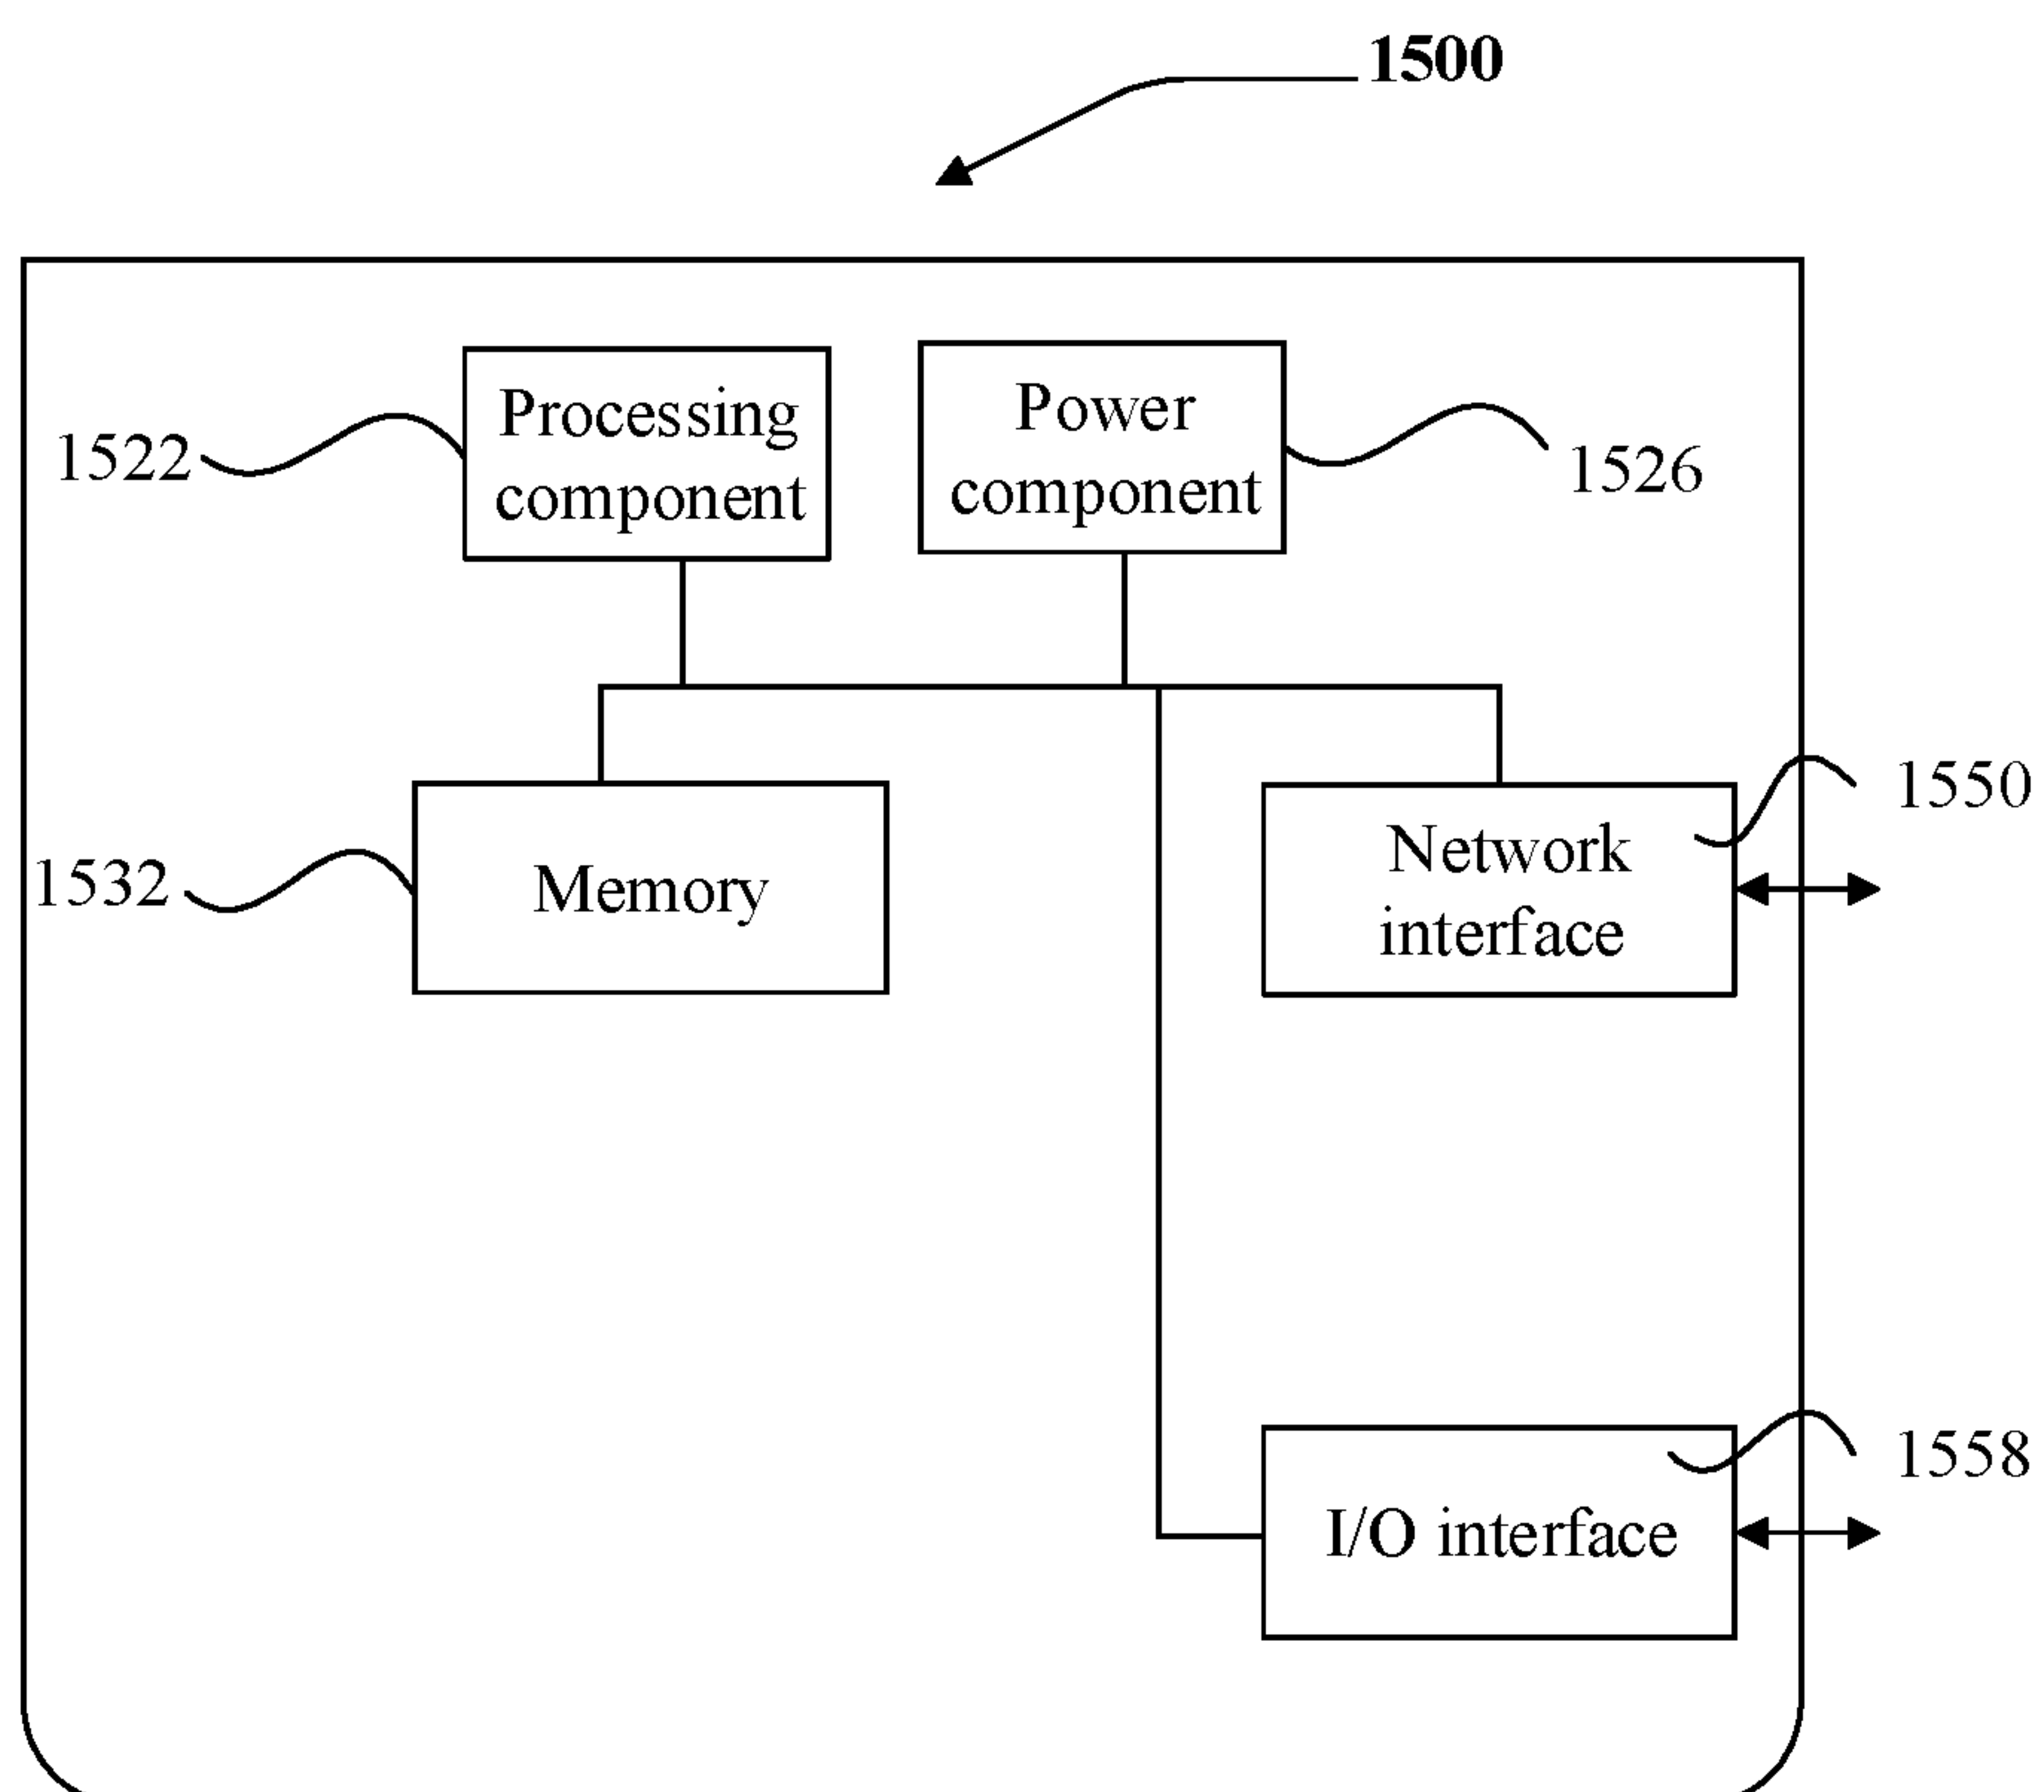 1500
Processing
component
Power
component
1522
1526
1550
Network
interface
1532
Memory
1558
I/O interface